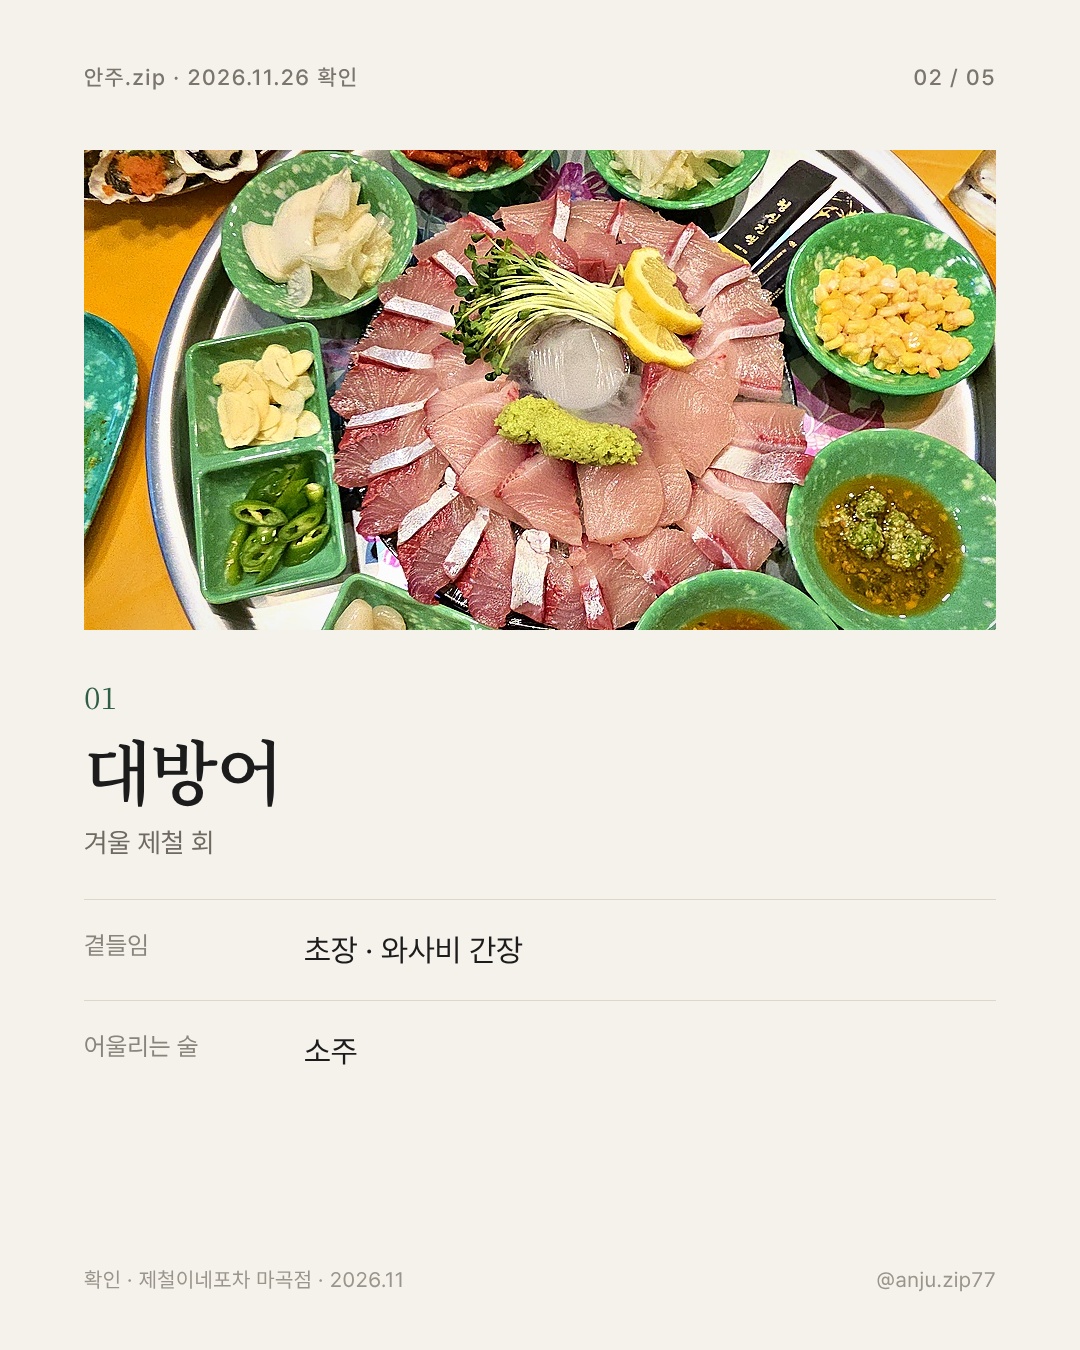 안주.zip · 2026.11.26 확인
02 / 05
01
대방어
겨울 제철 회
곁들임
초장 · 와사비 간장
어울리는 술
소주
확인 · 제철이네포차 마곡점 · 2026.11
@anju.zip77